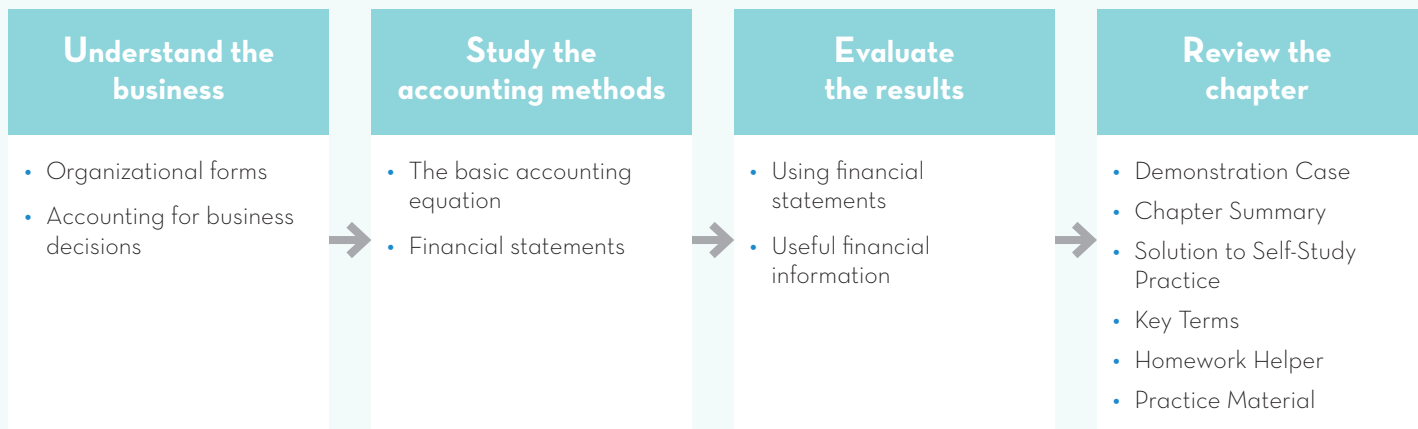 Understand the
business
• Organizational forms
• Accounting for business
decisions
Study the
accounting methods
• The basic accounting
equation
• Financial statements
Evaluate
the results
• Using financial
statements
• Useful financial
information
Review the
chapter
• Demonstration Case
• Chapter Summary
• Solution to Self-Study
Practice
• Key Terms
• Homework Helper
• Practice Material